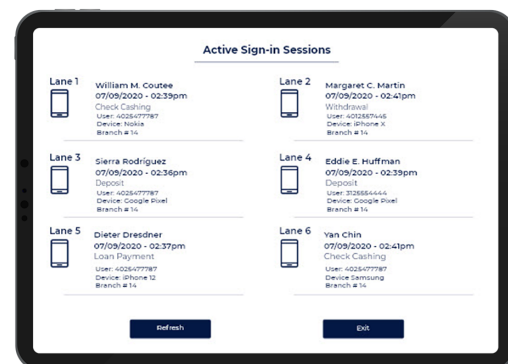 Active Sign-in Sessions
Lane 1
William M. Coutee
07/09/2020 - 02:39pm
Check Cashing
User: 4025477787
Device: Nokia
Branch # 14
Lane 2
Margaret C. Martin
07/09/2020 - 02:41pm
Withdrawal
User: 4012557445
Device: iPhone X
Branch # 14
Lane 3
Sierra Rodríguez
07/09/2020 - 02:36pm
Deposit
User: 4025477787
Device: Google Pixel
Branch # 14
Lane 4
Eddie E. Huffman
07/09/2020 - 02:39pm
Deposit
User: 3125554444
Device: Google Pixel
Branch # 14
Lane 5
Dieter Dresdner
07/09/2020 - 02:37pm
Loan Payment
User: 4025477787
Device: iPhone 12
Branch # 14
Lane 6
Yan Chin
07/09/2020 - 02:41pm
Check Cashing
User: 4025477787
Device Samsung
Branch # 14
Refresh
Exit